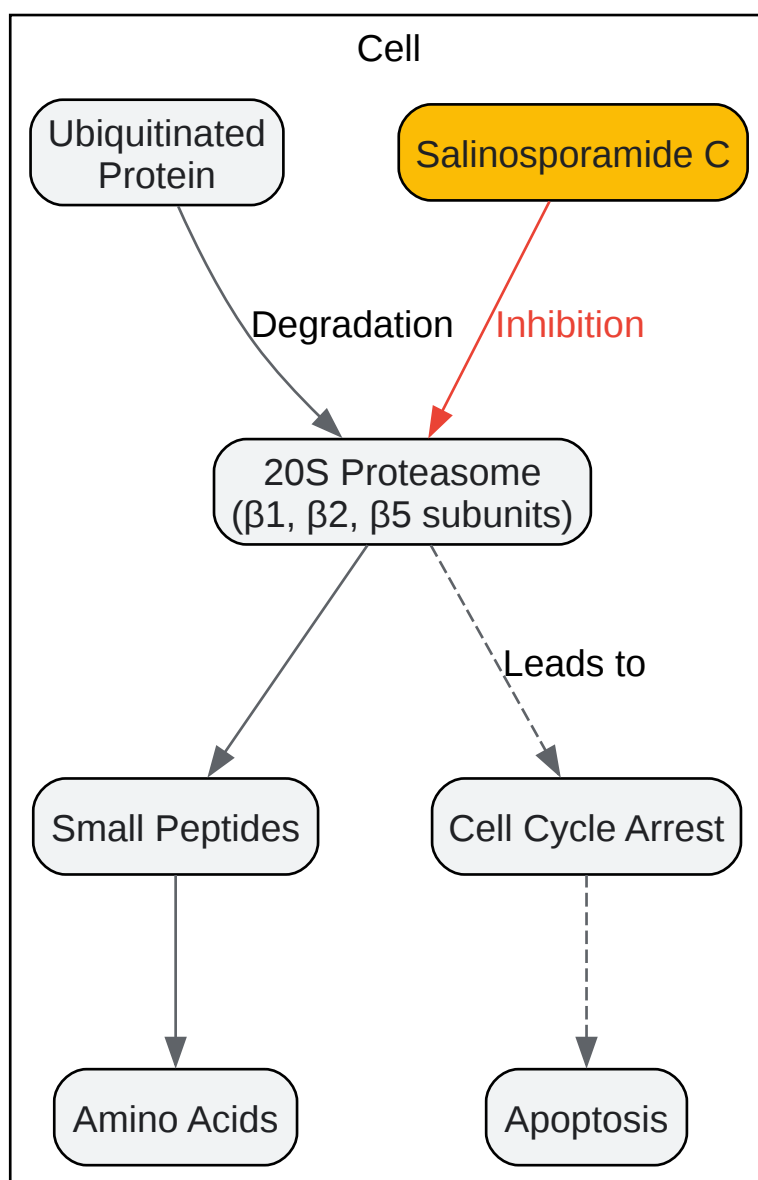 Cell
Ubiquitinated
Protein
Salinosporamide C
Degradation
Inhibition
20S Proteasome
(β1, β2, β5 subunits)
Leads to
Small Peptides
Cell Cycle Arrest
Amino Acids
Apoptosis